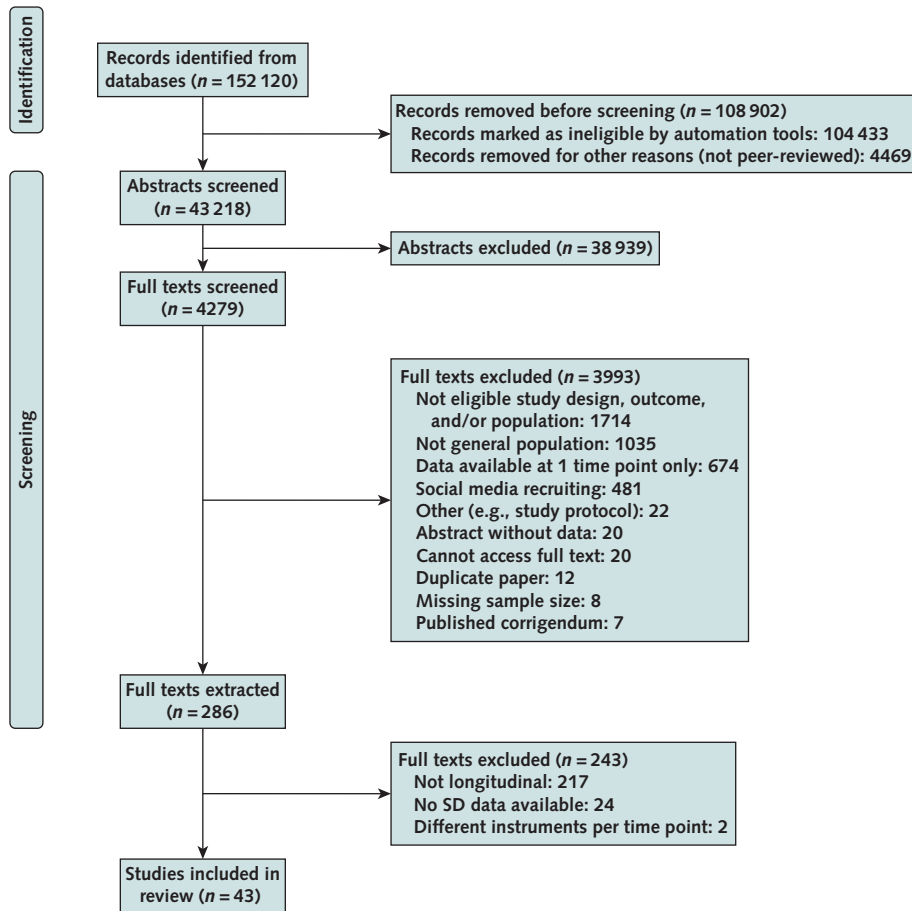 Identification
Records identified from
databases (n = 152 120)
Records removed before screening (n = 108 902)
Records marked as ineligible by automation tools: 104 433
Records removed for other reasons (not peer-reviewed): 4469
Screening
Abstracts screened
(n = 43 218)
Abstracts excluded (n = 38 939)
Full texts screened
(n = 4279)
Full texts excluded (n = 3993)
Not eligible study design, outcome,
and/or population: 1714
Not general population: 1035
Data available at 1 time point only: 674
Social media recruiting: 481
Other (e.g., study protocol): 22
Abstract without data: 20
Cannot access full text: 20
Duplicate paper: 12
Missing sample size: 8
Published corrigendum: 7
Full texts extracted
(n = 286)
Full texts excluded (n = 243)
Not longitudinal: 217
No SD data available: 24
Different instruments per time point: 2
Studies included in
review (n = 43)